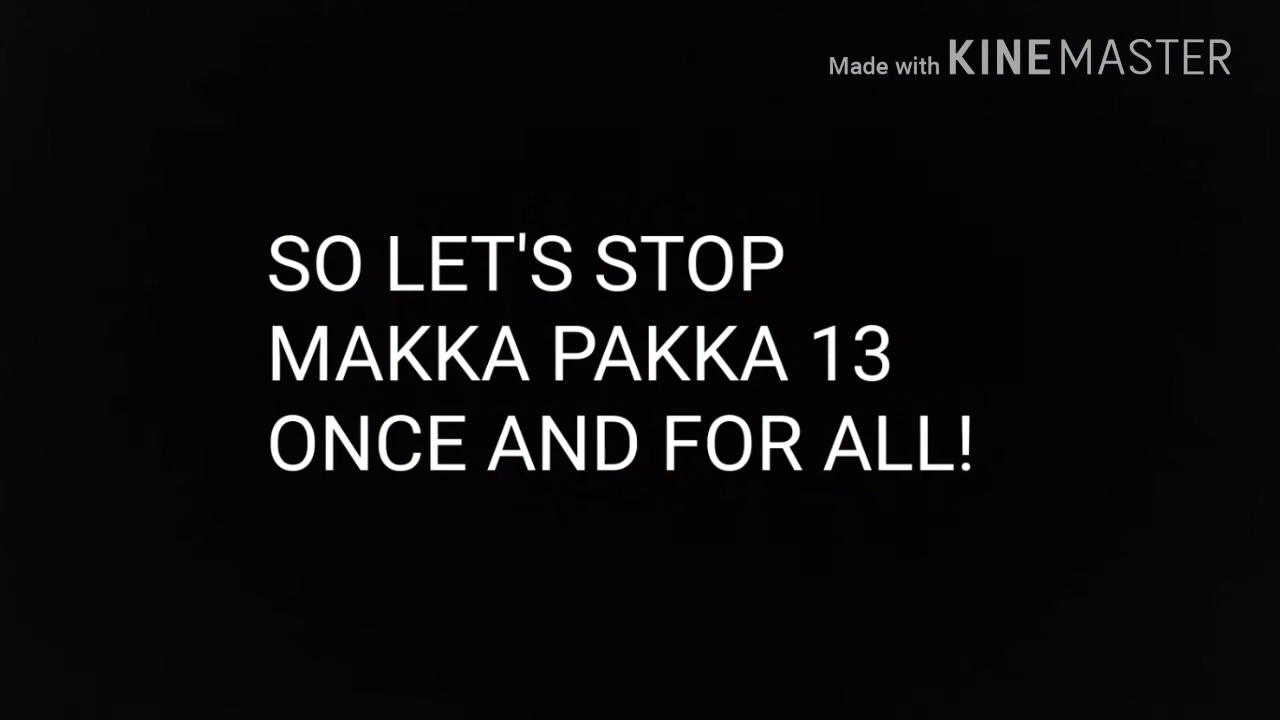 Made with KINEMASTER
SO LET'S STOP
MAKKA PAKKA 13
ONCE AND FOR ALL!